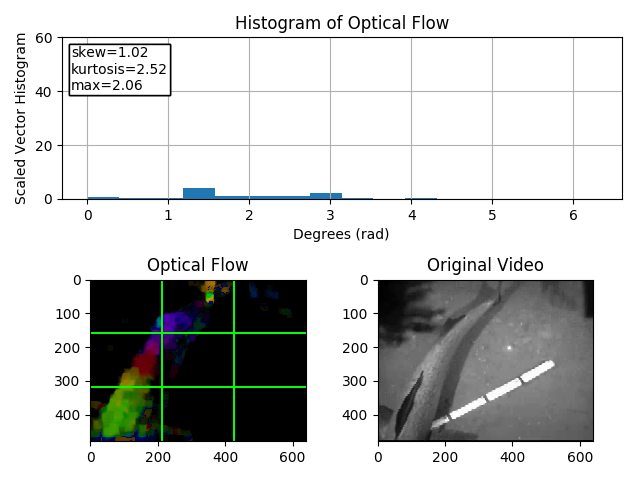 Histogram of Optical Flow
Scaled Vector Histogram
60
40
20
0
skew=1.02
kurtosis=2.52
max=2.06
0 1 2 3 4 5 6
Degrees (rad)
Optical Flow
0
100
200
300
400
0 200 400 600
Original Video
0
100
200
300
400
0 200 400 600